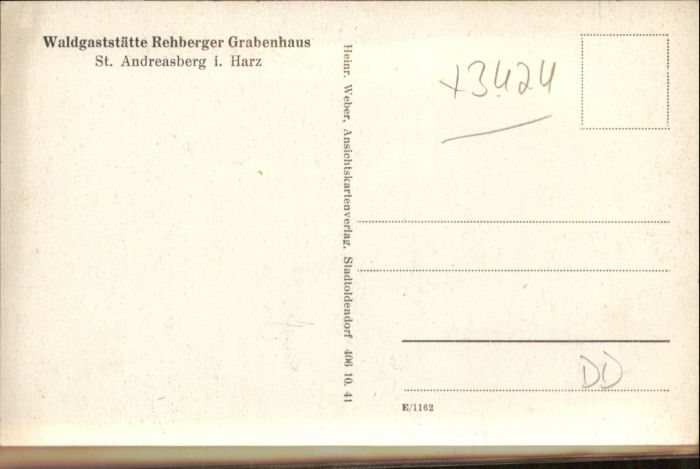 Waldgaststätte Rehberger Grabenhaus
St. Andreasberg i. Harz
Heinr. Weber, Ansichtskartenverlag, Stadtoldendorf 406 10. 41
+3424
DD
E/1162